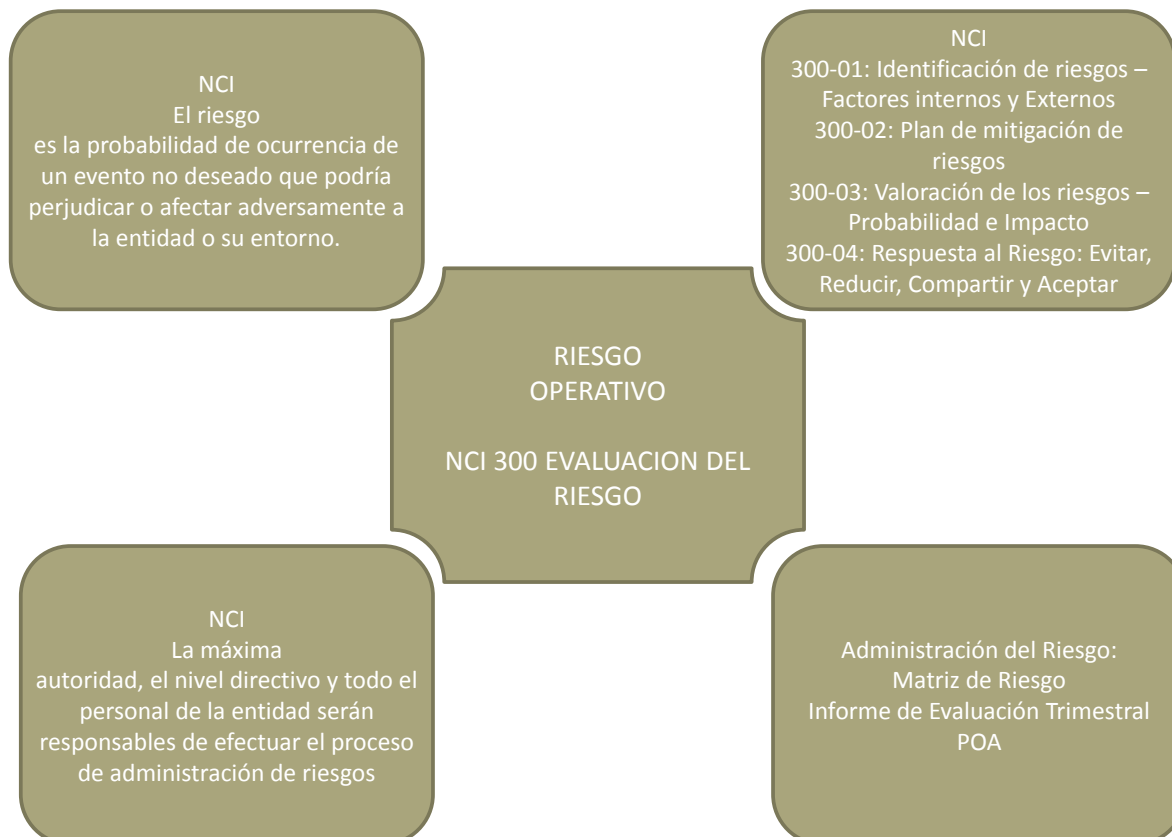 NCI
El riesgo
es la probabilidad de ocurrencia de
un evento no deseado que podría
perjudicar o afectar adversamente a
la entidad o su entorno.
NCI
300-01: Identificación de riesgos –
Factores internos y Externos
300-02: Plan de mitigación de
riesgos
300-03: Valoración de los riesgos –
Probabilidad e Impacto
300-04: Respuesta al Riesgo: Evitar,
Reducir, Compartir y Aceptar
RIESGO
OPERATIVO
NCI 300 EVALUACION DEL
RIESGO
NCI
La máxima
autoridad, el nivel directivo y todo el
personal de la entidad serán
responsables de efectuar el proceso
de administración de riesgos
Administración del Riesgo:
Matriz de Riesgo
Informe de Evaluación Trimestral
POA